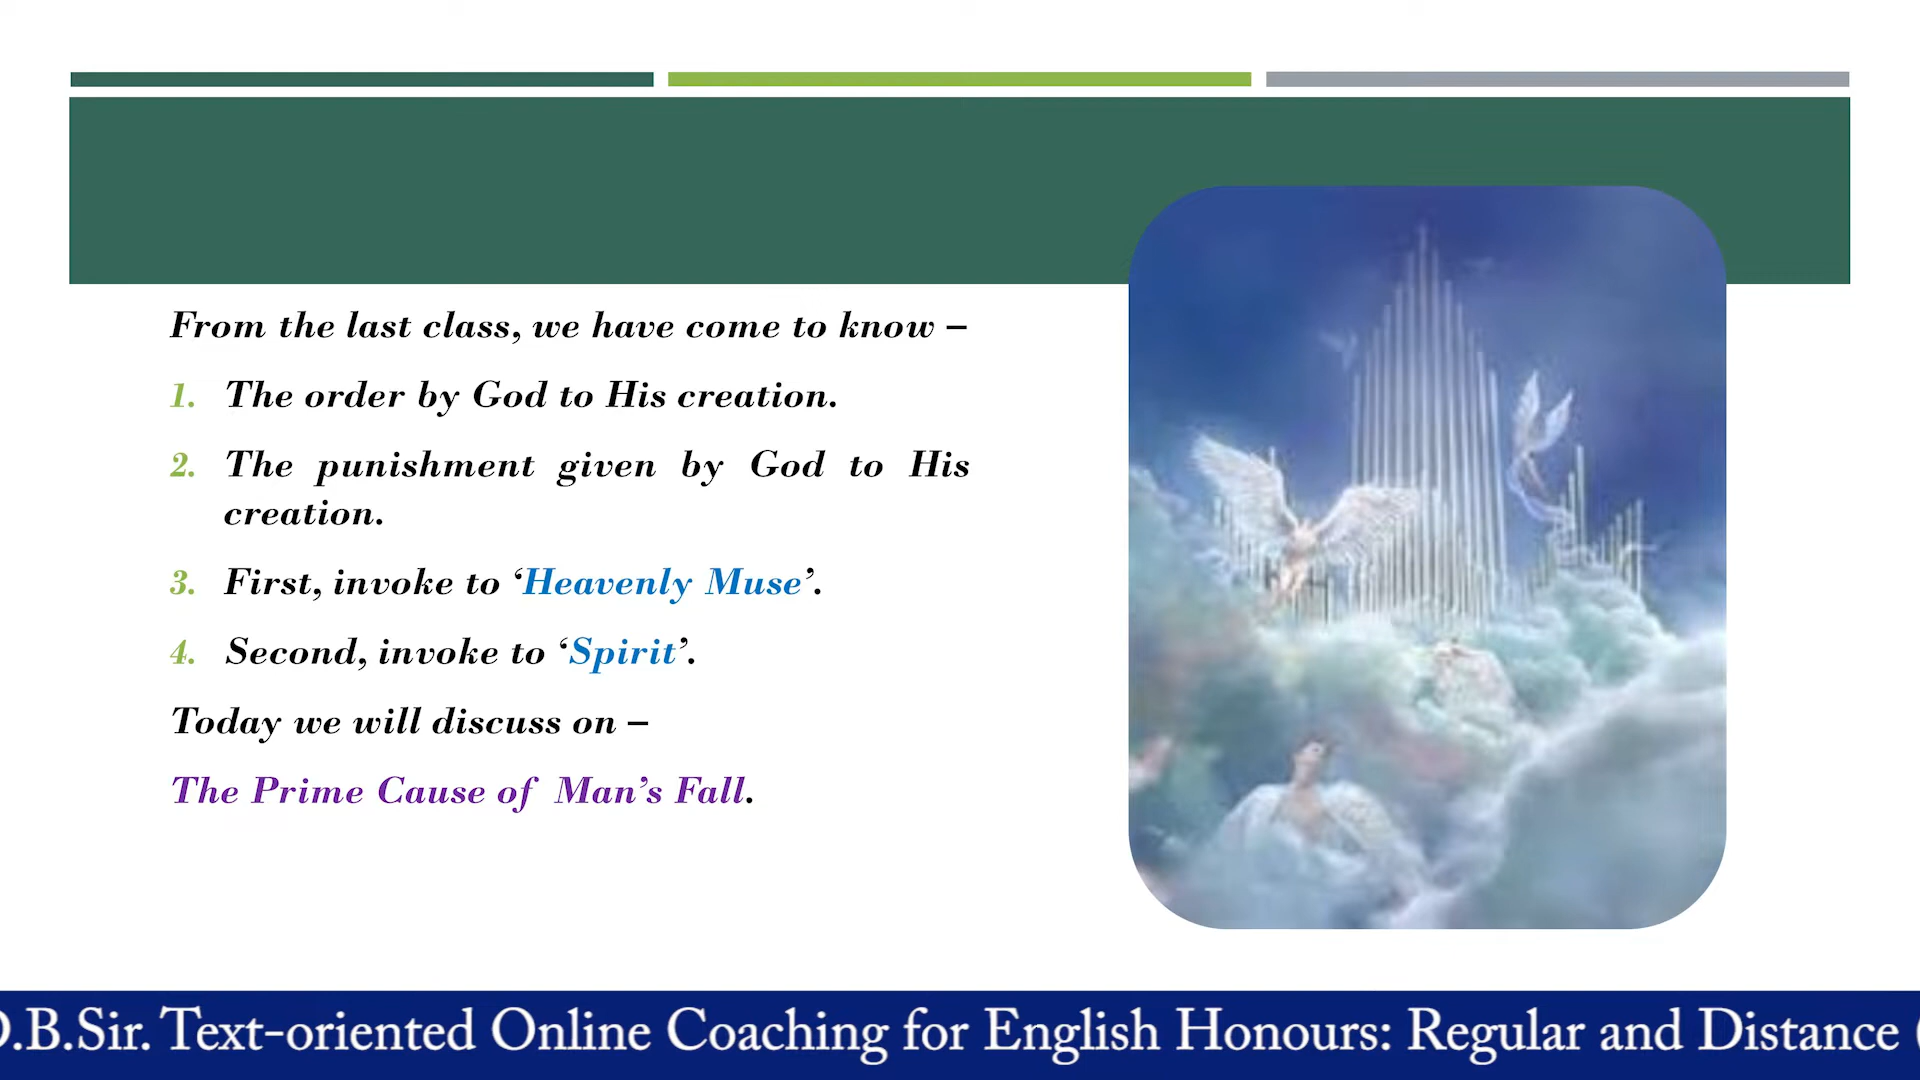 From the last class, we have come to know –
1. The order by God to His creation.
2. The punishment given by God to His
creation.
3. First, invoke to ‘Heavenly Muse’.
4. Second, invoke to ‘Spirit’.
Today we will discuss on –
The Prime Cause of Man’s Fall.
.B.Sir. Text-oriented Online Coaching for English Honours: Regular and Distance (